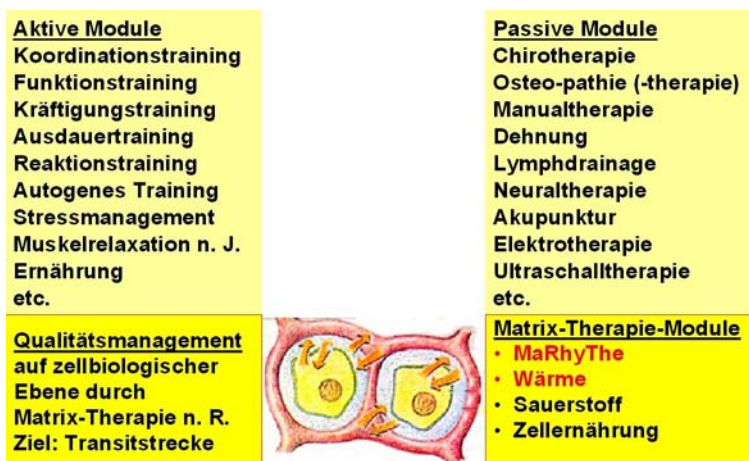 Aktive Module
Koordinationstraining
Funktionstraining
Kräftigungstraining
Ausdauertraining
Reaktionstraining
Autogenes Training
Stressmanagement
Muskelrelaxation n. J.
Ernährung
etc.
Passive Module
Chirotherapie
Osteo-pathie (-therapie)
Manualtherapie
Dehnung
Lymphdrainage
Neuraltherapie
Akupunktur
Elektrotherapie
Ultraschalltherapie
etc.
Qualitätsmanagement
auf zellbiologischer
Ebene durch
Matrix-Therapie n. R.
Ziel: Transitstrecke
Matrix-Therapie-Module
• MaRhyThe
• Wärme
• Sauerstoff
• Zellernährung